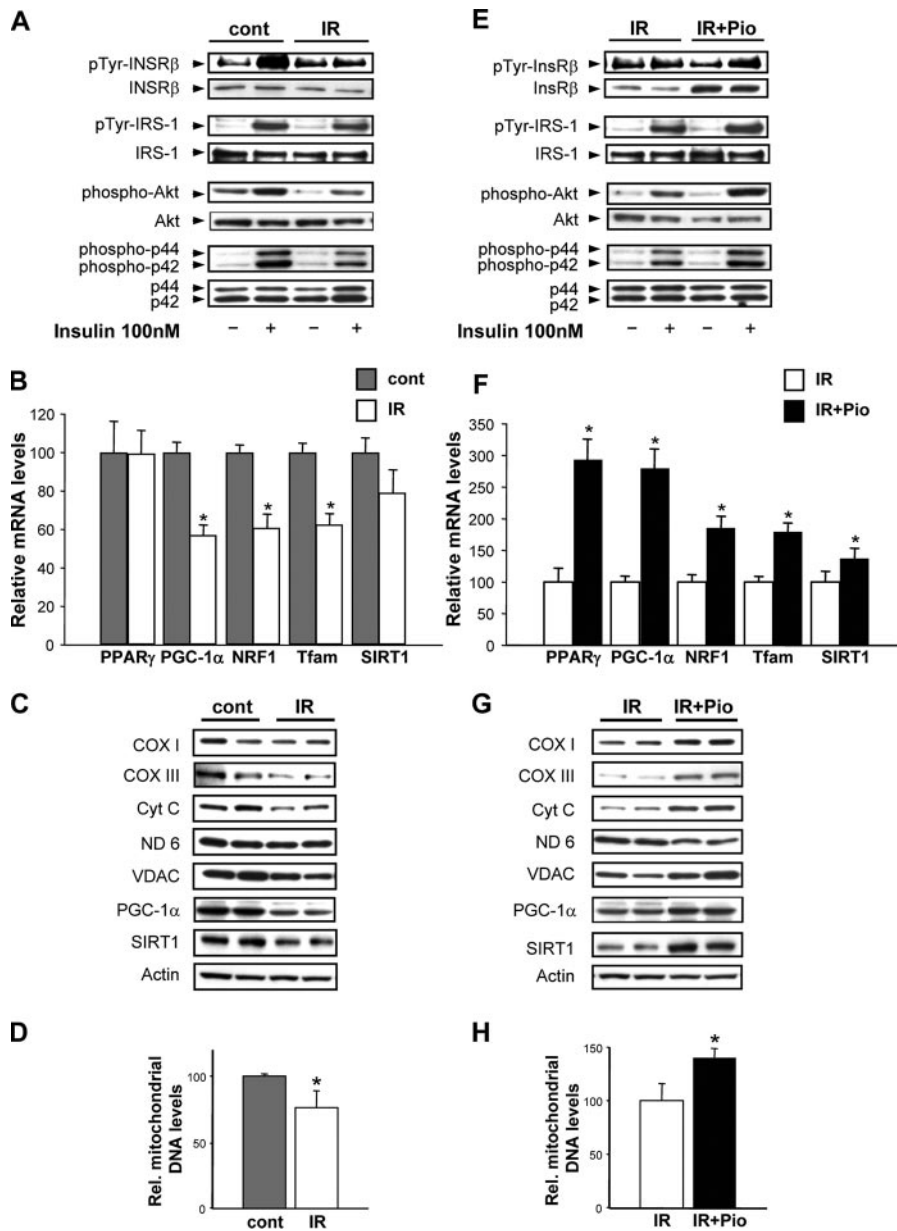 A
cont IR
pTyr-INSRβ
INSRβ
pTyr-IRS-1
IRS-1
phospho-Akt
Akt
phospho-p44
phospho-p42
p44
p42
Insulin 100nM − + − +
E
IR IR+Pio
pTyr-InsRβ
InsRβ
pTyr-IRS-1
IRS-1
phospho-Akt
Akt
phospho-p44
phospho-p42
p44
p42
Insulin 100nM − + − +
B
cont
IR
Relative mRNA levels
120
100
80
60
40
20
0
* * *
PPARγ PGC-1α NRF1 Tfam SIRT1
F
IR
IR+Pio
Relative mRNA levels
350
300
250
200
150
100
50
0
* * * * *
PPARγ PGC-1α NRF1 Tfam SIRT1
C
cont IR
COX I
COX III
Cyt C
ND 6
VDAC
PGC-1α
SIRT1
Actin
G
IR IR+Pio
COX I
COX III
Cyt C
ND 6
VDAC
PGC-1α
SIRT1
Actin
D
Rel. mitochondrial
DNA levels
100
50
0
*
cont IR
H
Rel. mitochondrial
DNA levels
150
100
50
0
*
IR IR+Pio